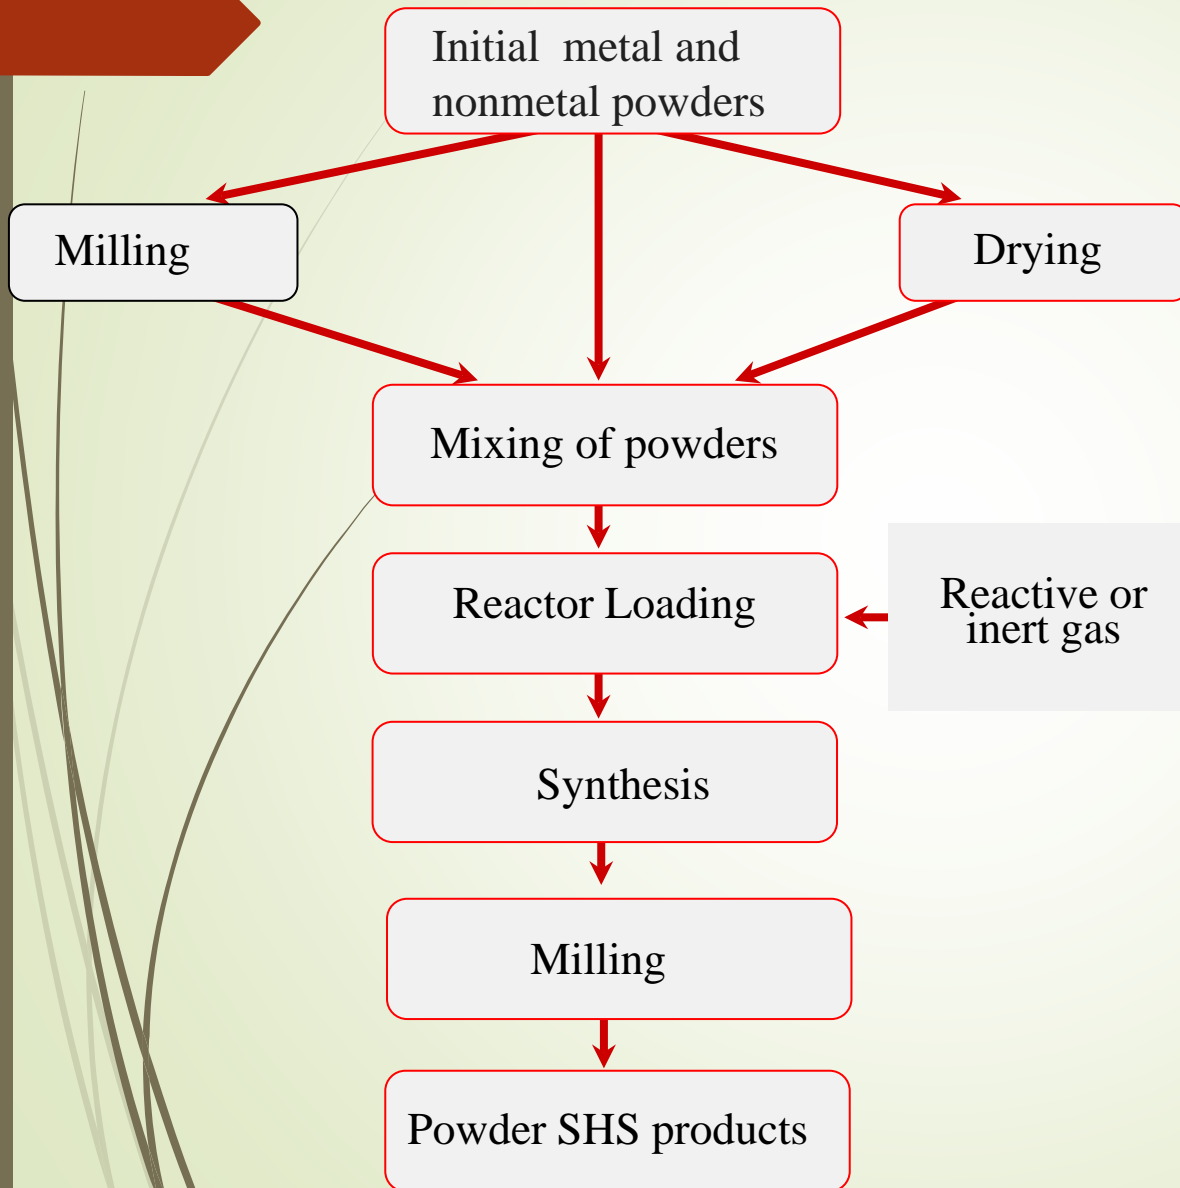 Initial metal and
nonmetal powders
Milling
Drying
Mixing of powders
Reactor Loading
Reactive or
inert gas
Synthesis
Milling
Powder SHS products